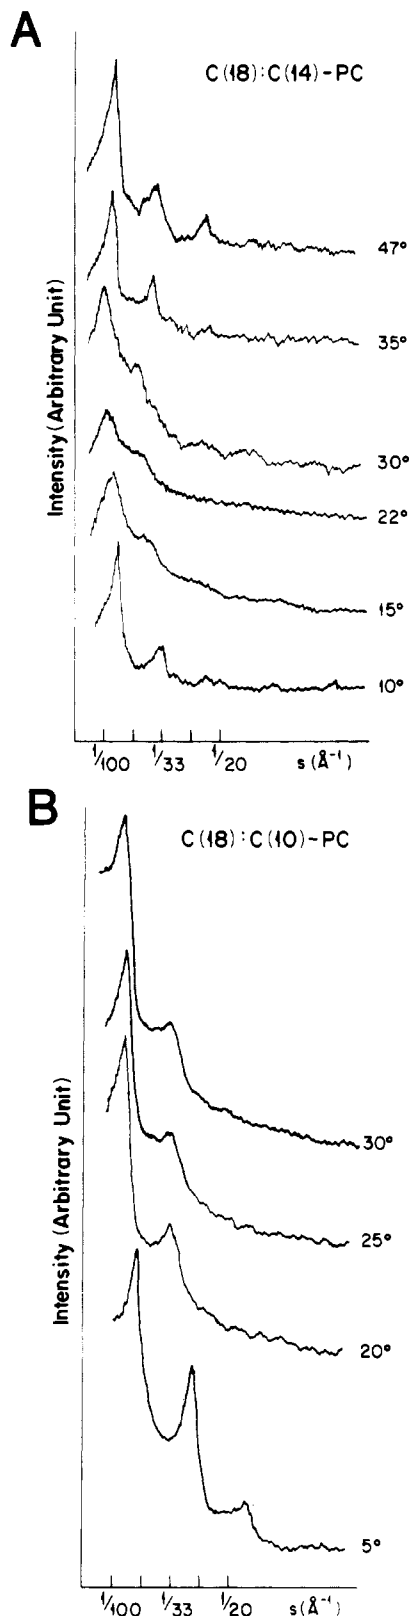 A
C(18):C(14)-PC
47°
35°
30°
22°
15°
10°
Intensity (Arbitrary Unit)
1/100 1/33 1/20 s(Å⁻¹)
B
C(18):C(10)-PC
30°
25°
20°
5°
Intensity (Arbitrary Unit)
1/100 1/33 1/20 s(Å⁻¹)